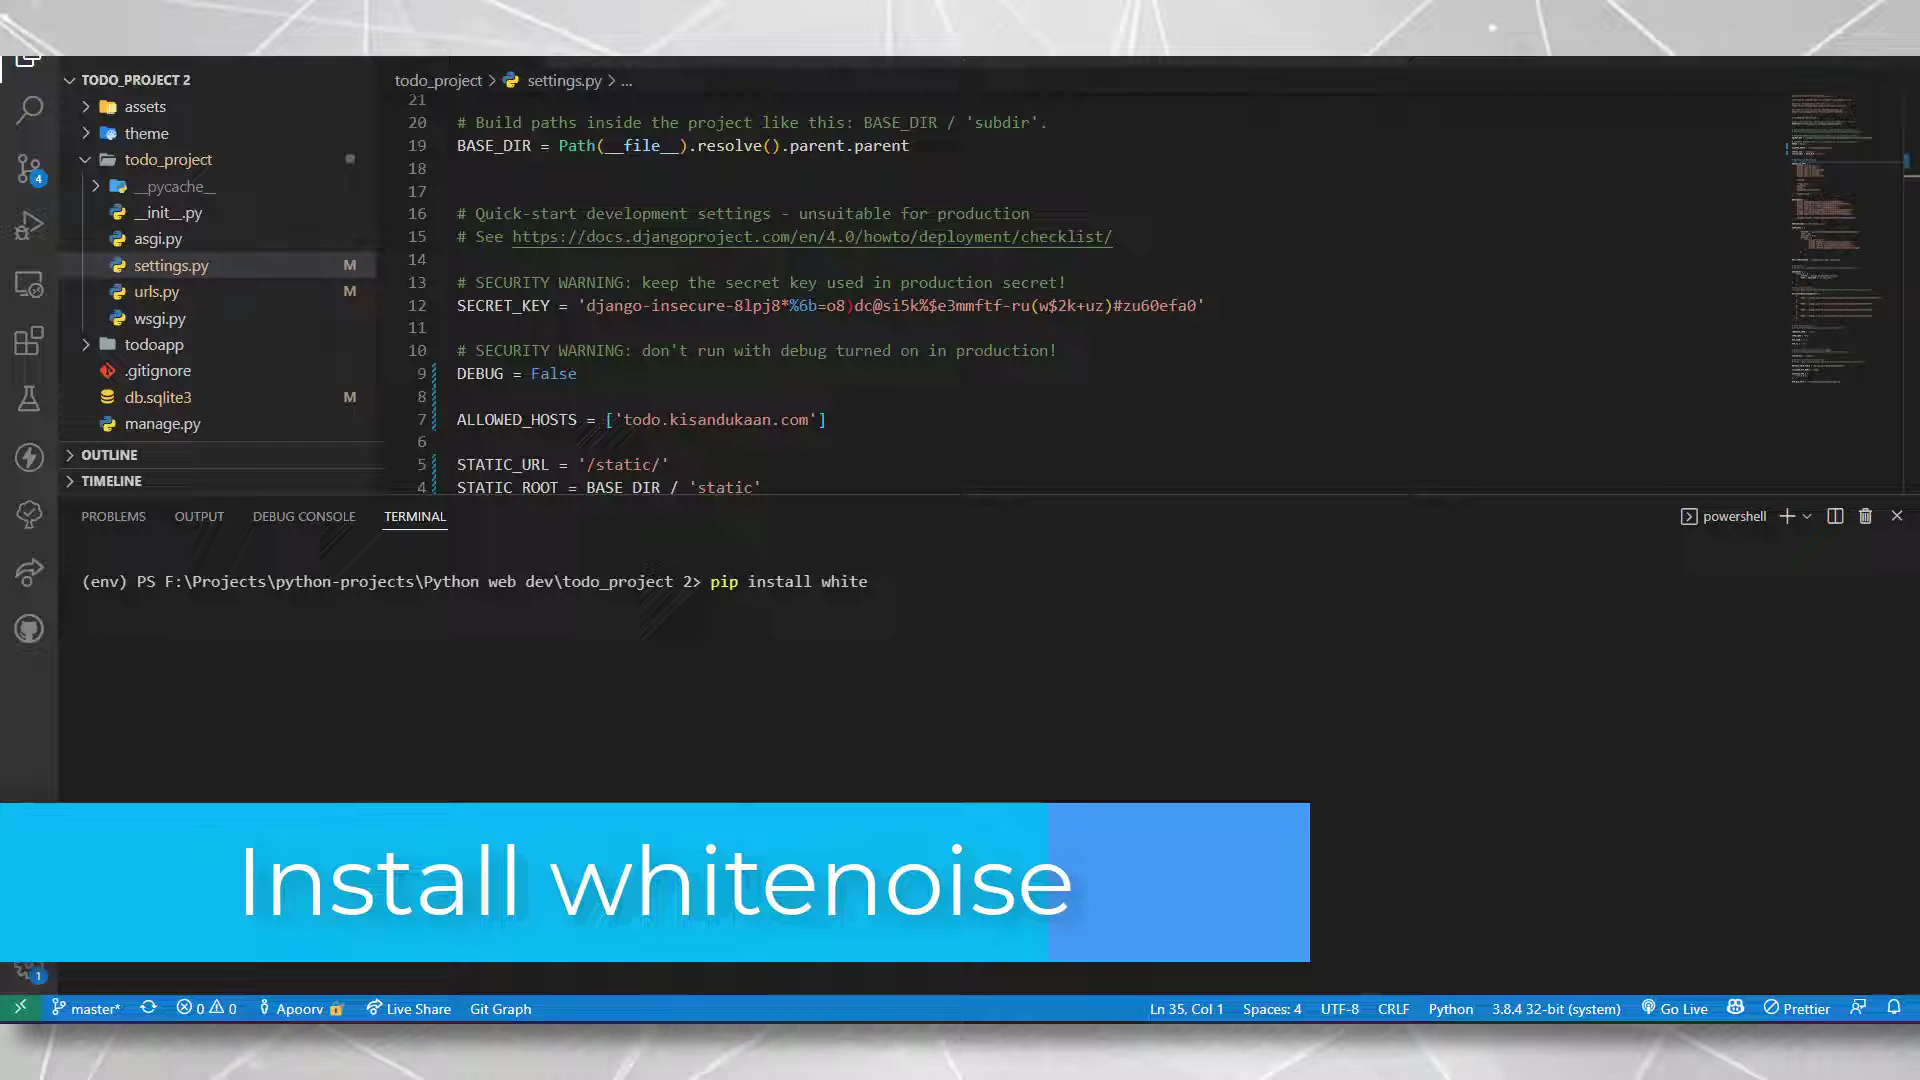 TODO_PROJECT 2
assets
theme
todo_project
__pycache__
__init__.py
asgi.py
settings.py M
urls.py M
wsgi.py
todoapp
.gitignore
db.sqlite3 M
manage.py
OUTLINE
TIMELINE
4
todo_project > settings.py > ...
21
20 # Build paths inside the project like this: BASE_DIR / 'subdir'.
19 BASE_DIR = Path(__file__).resolve().parent.parent
18
17
16 # Quick-start development settings - unsuitable for production
15 # See https://docs.djangoproject.com/en/4.0/howto/deployment/checklist/
14
13 # SECURITY WARNING: keep the secret key used in production secret!
12 SECRET_KEY = 'django-insecure-8lpj8*%6b=o8)dc@si5k%$e3mmftf-ru(w$2k+uz)#zu60efa0'
11
10 # SECURITY WARNING: don't run with debug turned on in production!
9 DEBUG = False
8
7 ALLOWED_HOSTS = ['todo.kisandukaan.com']
6
5 STATIC_URL = '/static/'
4 STATIC_ROOT = BASE_DIR / 'static'
PROBLEMS OUTPUT DEBUG CONSOLE TERMINAL powershell
(env) PS F:\Projects\python-projects\Python web dev\todo_project 2> pip install white
Install whitenoise
1
master* 0 0 Apoorv Live Share Git Graph Ln 35, Col 1 Spaces: 4 UTF-8 CRLF Python 3.8.4 32-bit (system) Go Live Prettier